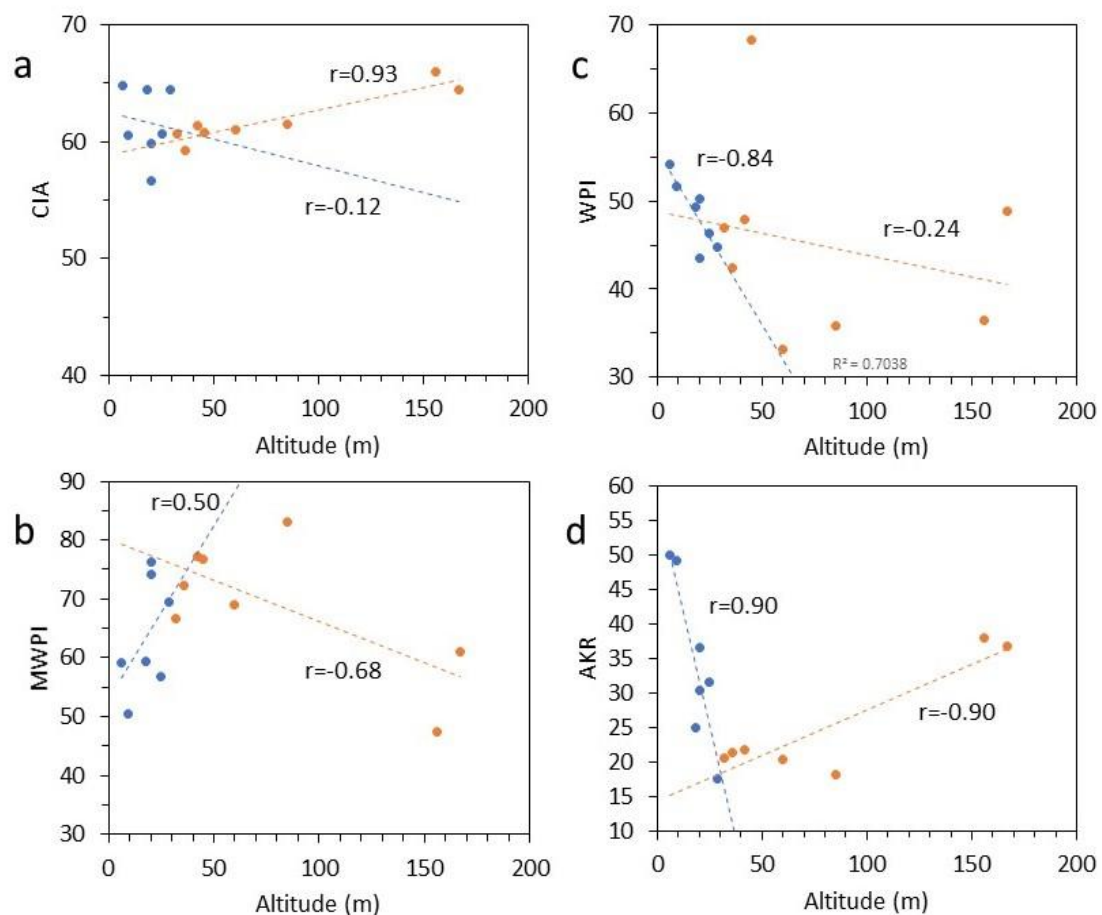 a
70
60
50
40
CIA
r=0.93
r=-0.12
0 50 100 150 200
Altitude (m)
c
70
60
50
40
30
WPI
r=-0.84
r=-0.24
R² = 0.7038
0 50 100 150 200
Altitude (m)
b
90
80
70
60
50
40
30
MWPI
r=0.50
r=-0.68
0 50 100 150 200
Altitude (m)
d
60
55
50
45
40
35
30
25
20
15
10
AKR
r=0.90
r=-0.90
0 50 100 150 200
Altitude (m)